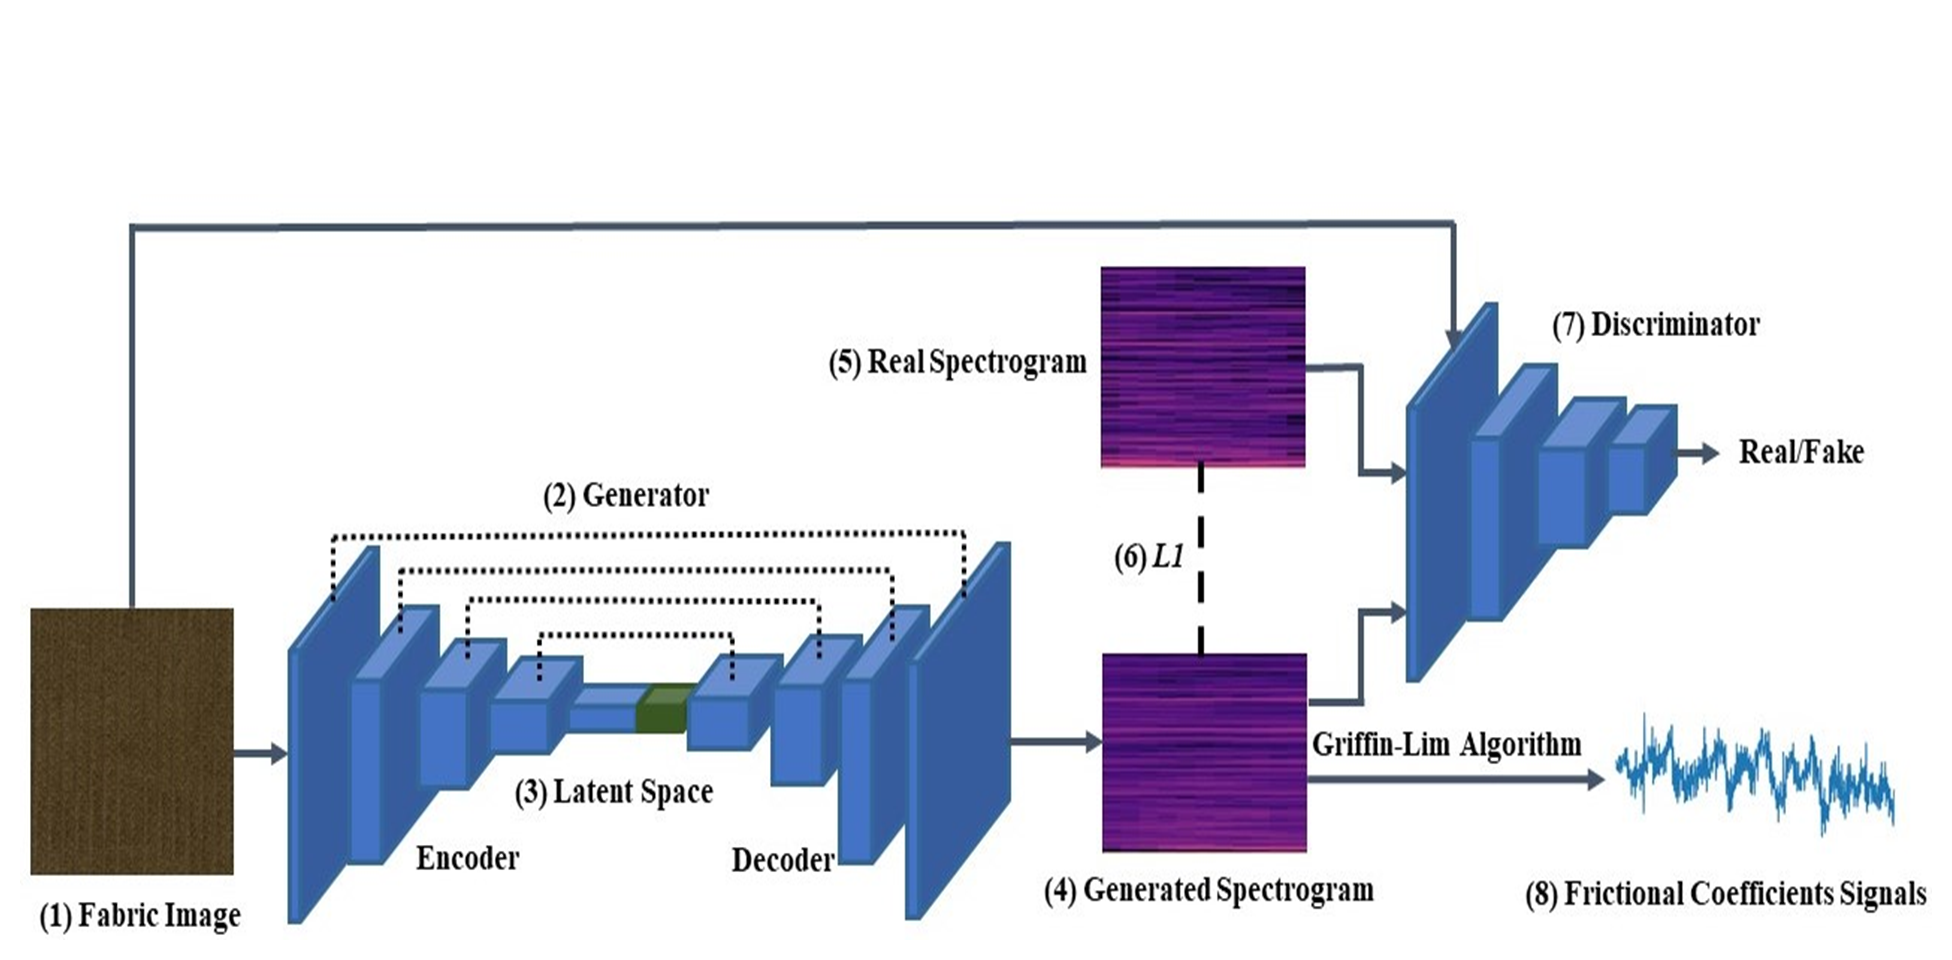 (7) Discriminator
(5) Real Spectrogram
Real/Fake
(2) Generator
(6) L1
Griffin-Lim Algorithm
(3) Latent Space
Encoder
Decoder
(4) Generated Spectrogram
(8) Frictional Coefficients Signals
(1) Fabric Image